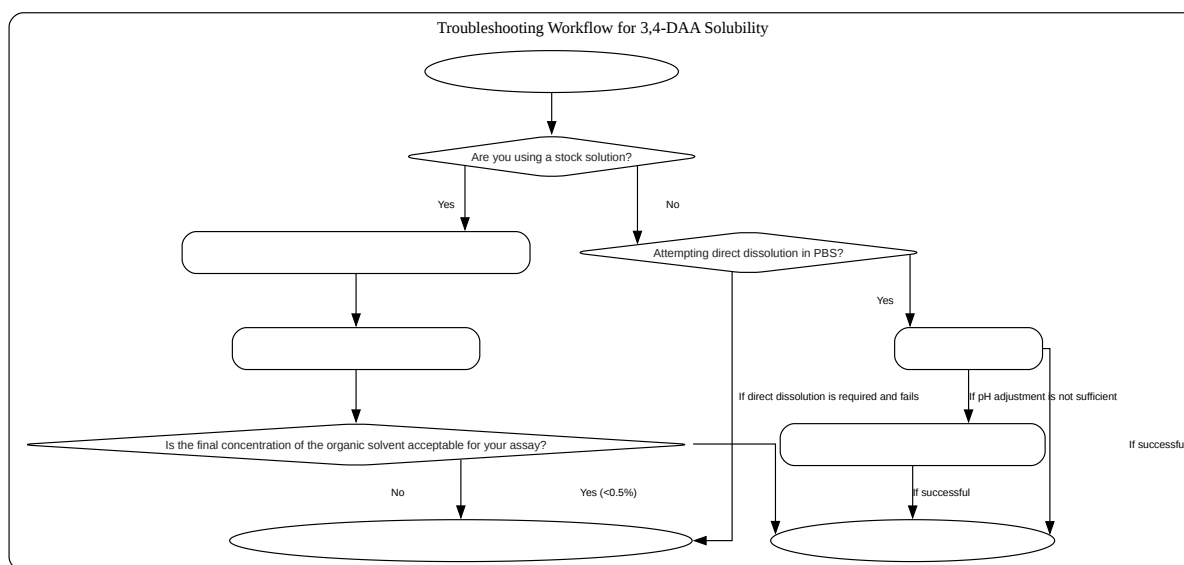 Troubleshooting Workflow for 3,4-DAA Solubility
Are you using a stock solution?
Yes
No
Attempting direct dissolution in PBS?
Yes
If direct dissolution is required and fails
If pH adjustment is not sufficient
Is the final concentration of the organic solvent acceptable for your assay?
If successfu
No
Yes (<0.5%)
If successful